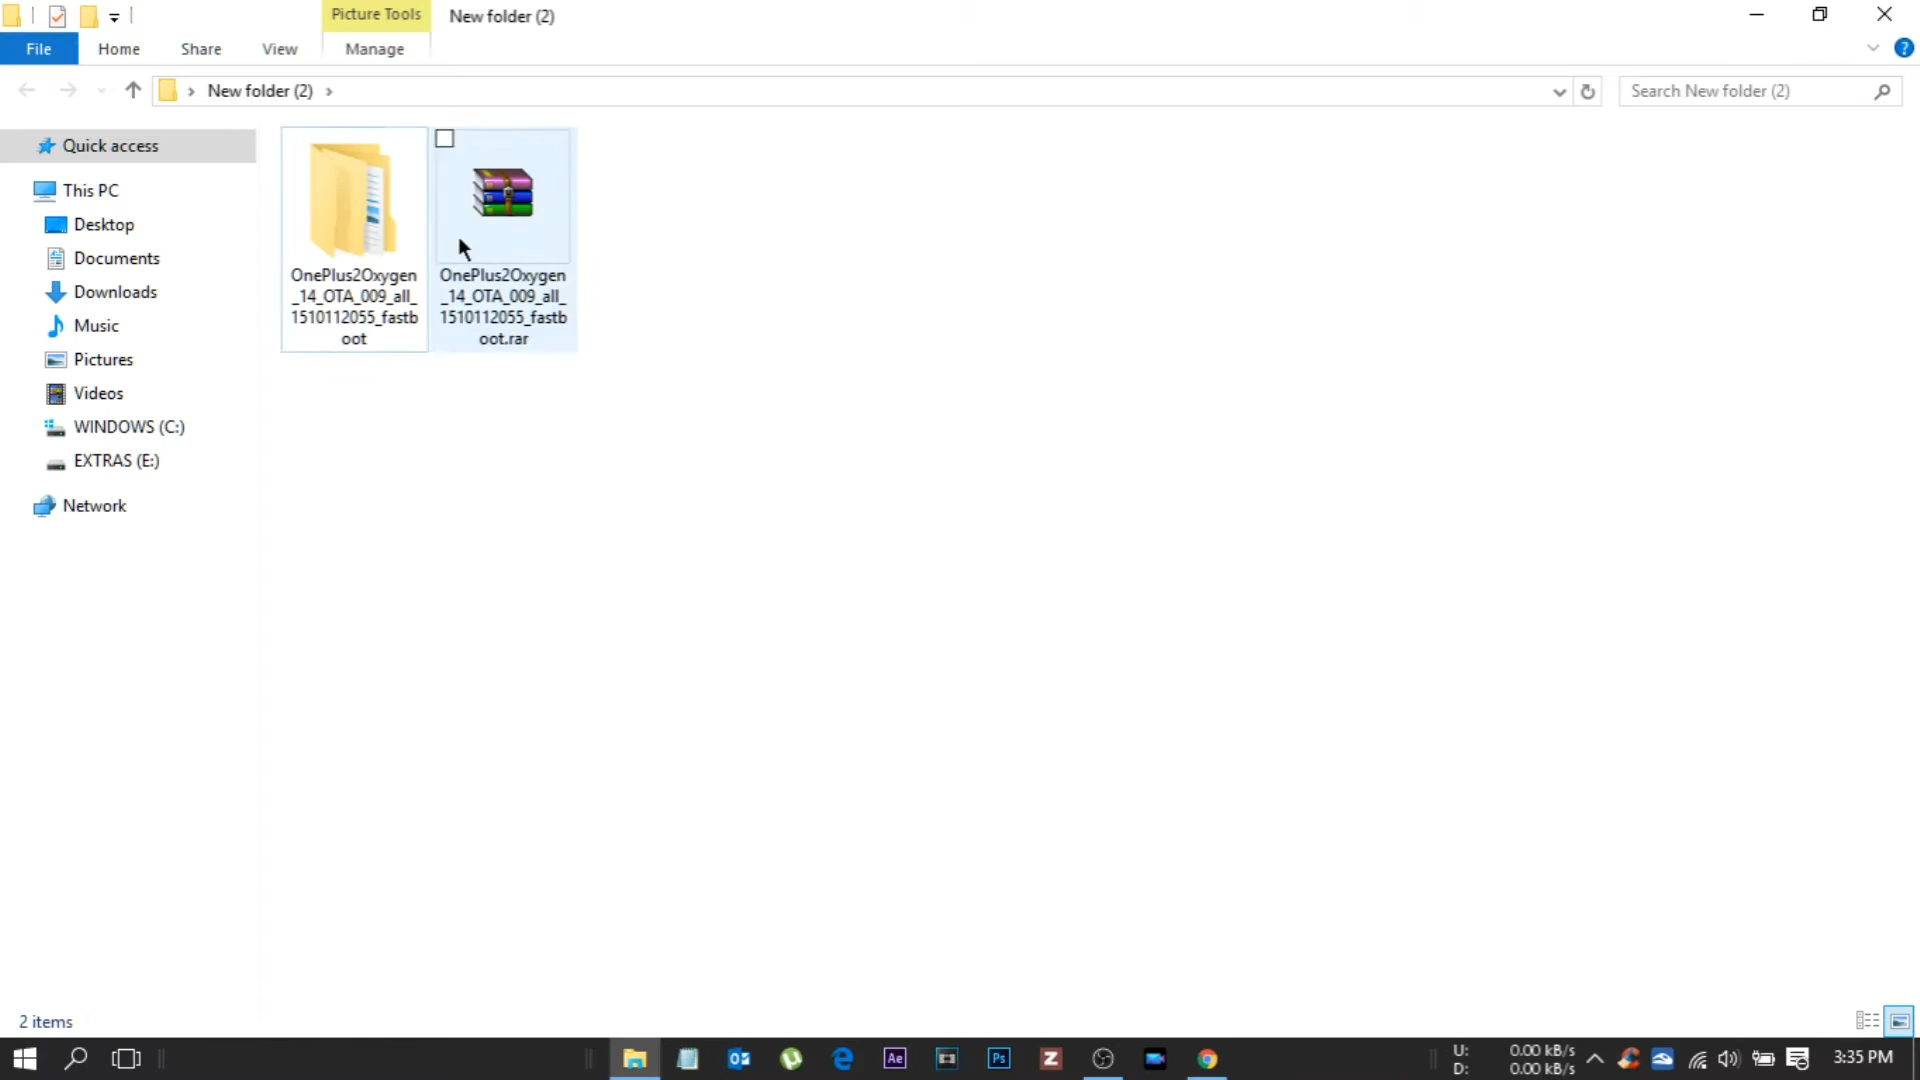 Picture Tools
New folder (2)
File
Home
Share
View
Manage
?
New folder (2)
Search New folder (2)
Quick access
This PC
Desktop
Documents
Downloads
Music
Pictures
Videos
WINDOWS (C:)
EXTRAS (E:)
Network
OnePlus2Oxygen
_14_OTA_009_all_
1510112055_fastb
oot
OnePlus2Oxygen
_14_OTA_009_all_
1510112055_fastb
oot.rar
2 items
Ae
Ps
Z
U: 0.00 kB/s
D: 0.00 kB/s
3:35 PM